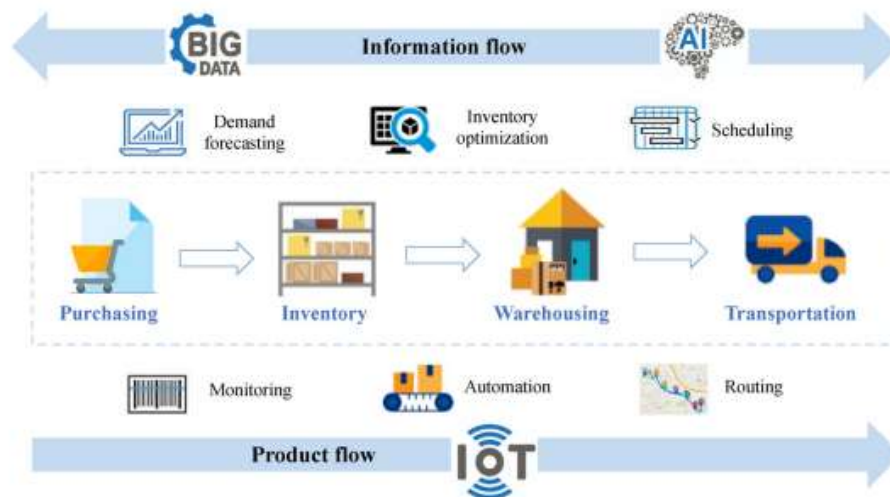 BIG
DATA
Information flow
AI
Demand
forecasting
Inventory
optimization
Scheduling
Purchasing
Inventory
Warehousing
Transportation
Monitoring
Automation
Routing
Product flow
IoT